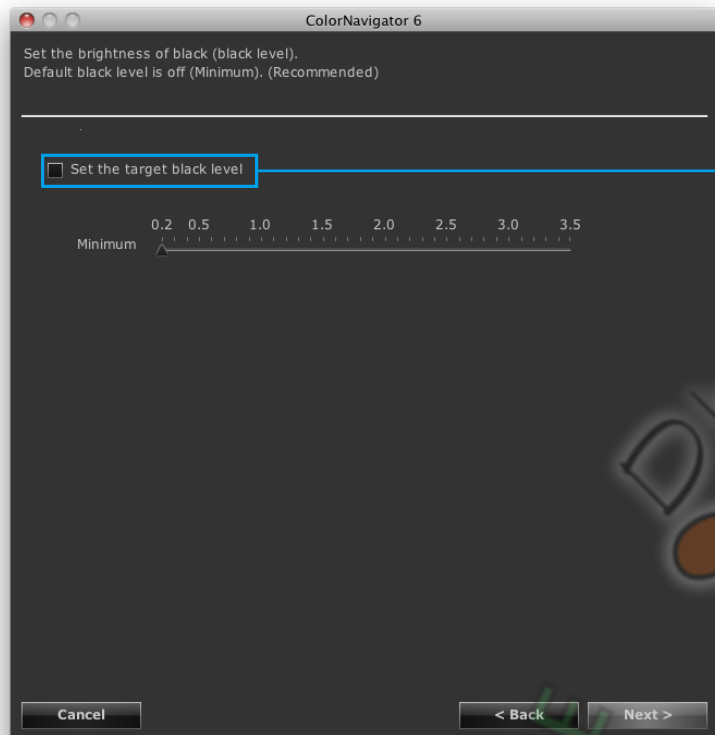 ColorNavigator 6
Set the brightness of black (black level).
Default black level is off (Minimum). (Recommended)
Set the target black level
0.2 0.5 1.0 1.5 2.0 2.5 3.0 3.5
Minimum
Cancel
< Back
Next >